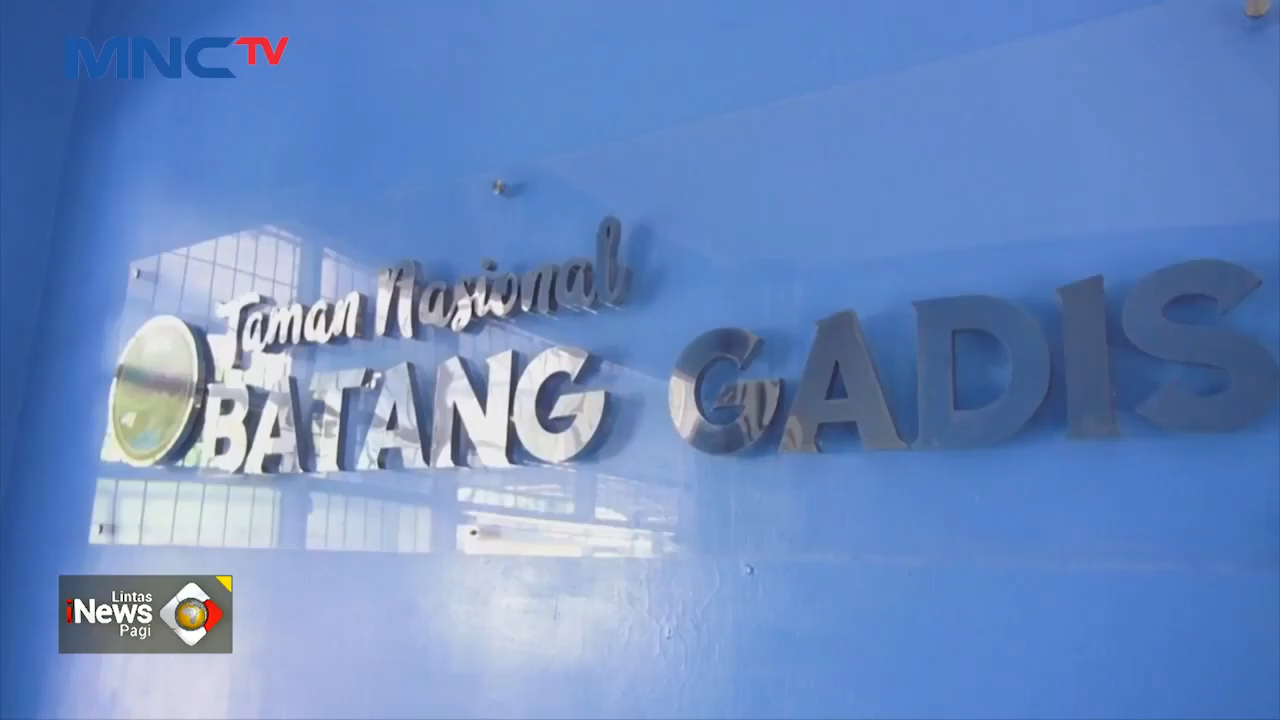 MNCTV
Taman Nasional
BATANG GADIS
Lintas
iNews
Pagi